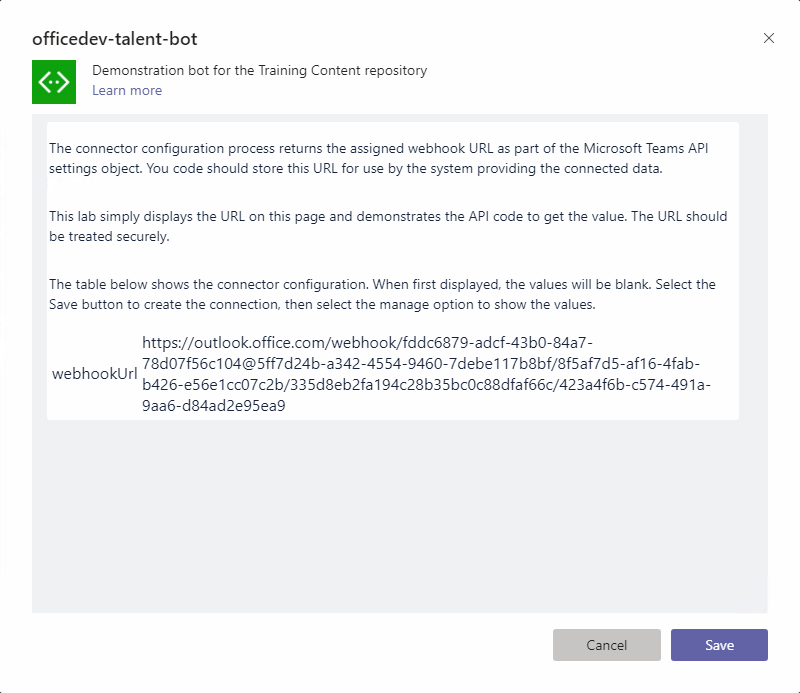 officedev-talent-bot
Demonstration bot for the Training Content repository
Learn more
The connector configuration process returns the assigned webhook URL as part of the Microsoft Teams API
settings object. You code should store this URL for use by the system providing the connected data.
This lab simply displays the URL on this page and demonstrates the API code to get the value. The URL should
be treated securely.
The table below shows the connector configuration. When first displayed, the values will be blank. Select the
Save button to create the connection, then select the manage option to show the values.
webhookUrl
https://outlook.office.com/webhook/fddc6879-adcf-43b0-84a7-
78d07f56c104@5ff7d24b-a342-4554-9460-7debe117b8bf/8f5af7d5-af16-4fab-
b426-e56e1cc07c2b/335d8eb2fa194c28b35bc0c88dfaf66c/423a4f6b-c574-491a-
9aa6-d84ad2e95ea9
Cancel
Save